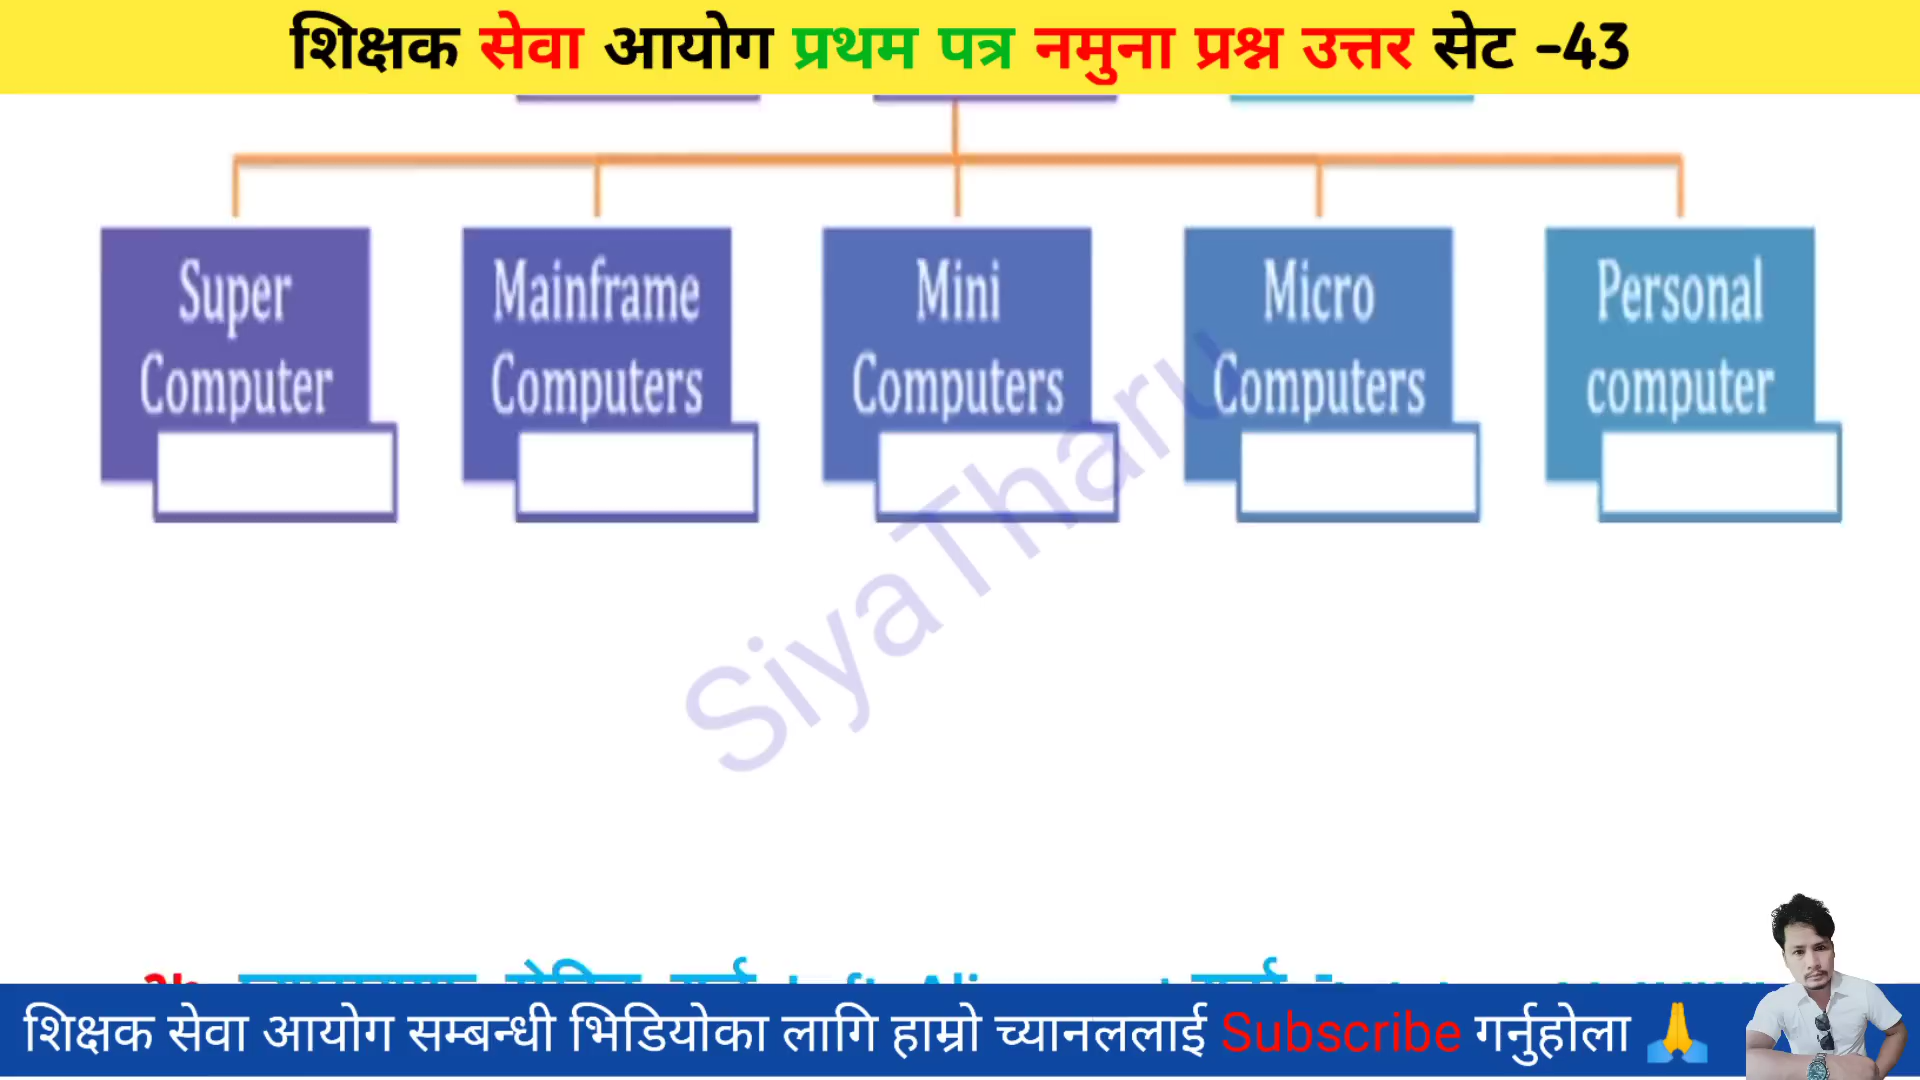 शिक्षक सेवा आयोग प्रथम पत्र नमुना प्रश्न उत्तर सेट -43
Super Computer
Mainframe Computers
Mini Computers
Micro Computers
Personal computer
SiyaTharu
शिक्षक सेवा आयोग सम्बन्धी भिडियोका लागि हाम्रो च्यानललाई Subscribe गर्नुहोला 🙏